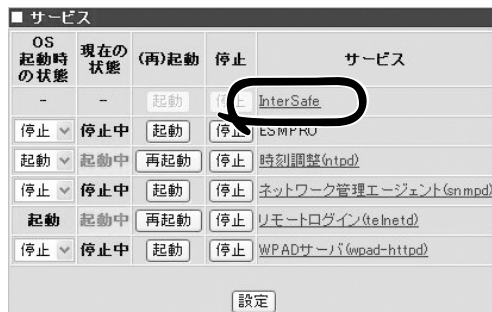 ■ サービス
OS
起動時
の状態 現在の
状態 (再)起動 停止 サービス
- - 起動 停止 InterSafe
停止 停止中 起動 停止 ESMPRO
起動 起動中 再起動 停止 時刻調整(ntpd)
停止 停止中 起動 停止 ネットワーク管理エージェント(snmpd)
起動 起動中 再起動 停止 リモートログイン(telnetd)
停止 停止中 起動 停止 WPADサーバ(wpad-httpd)
設定